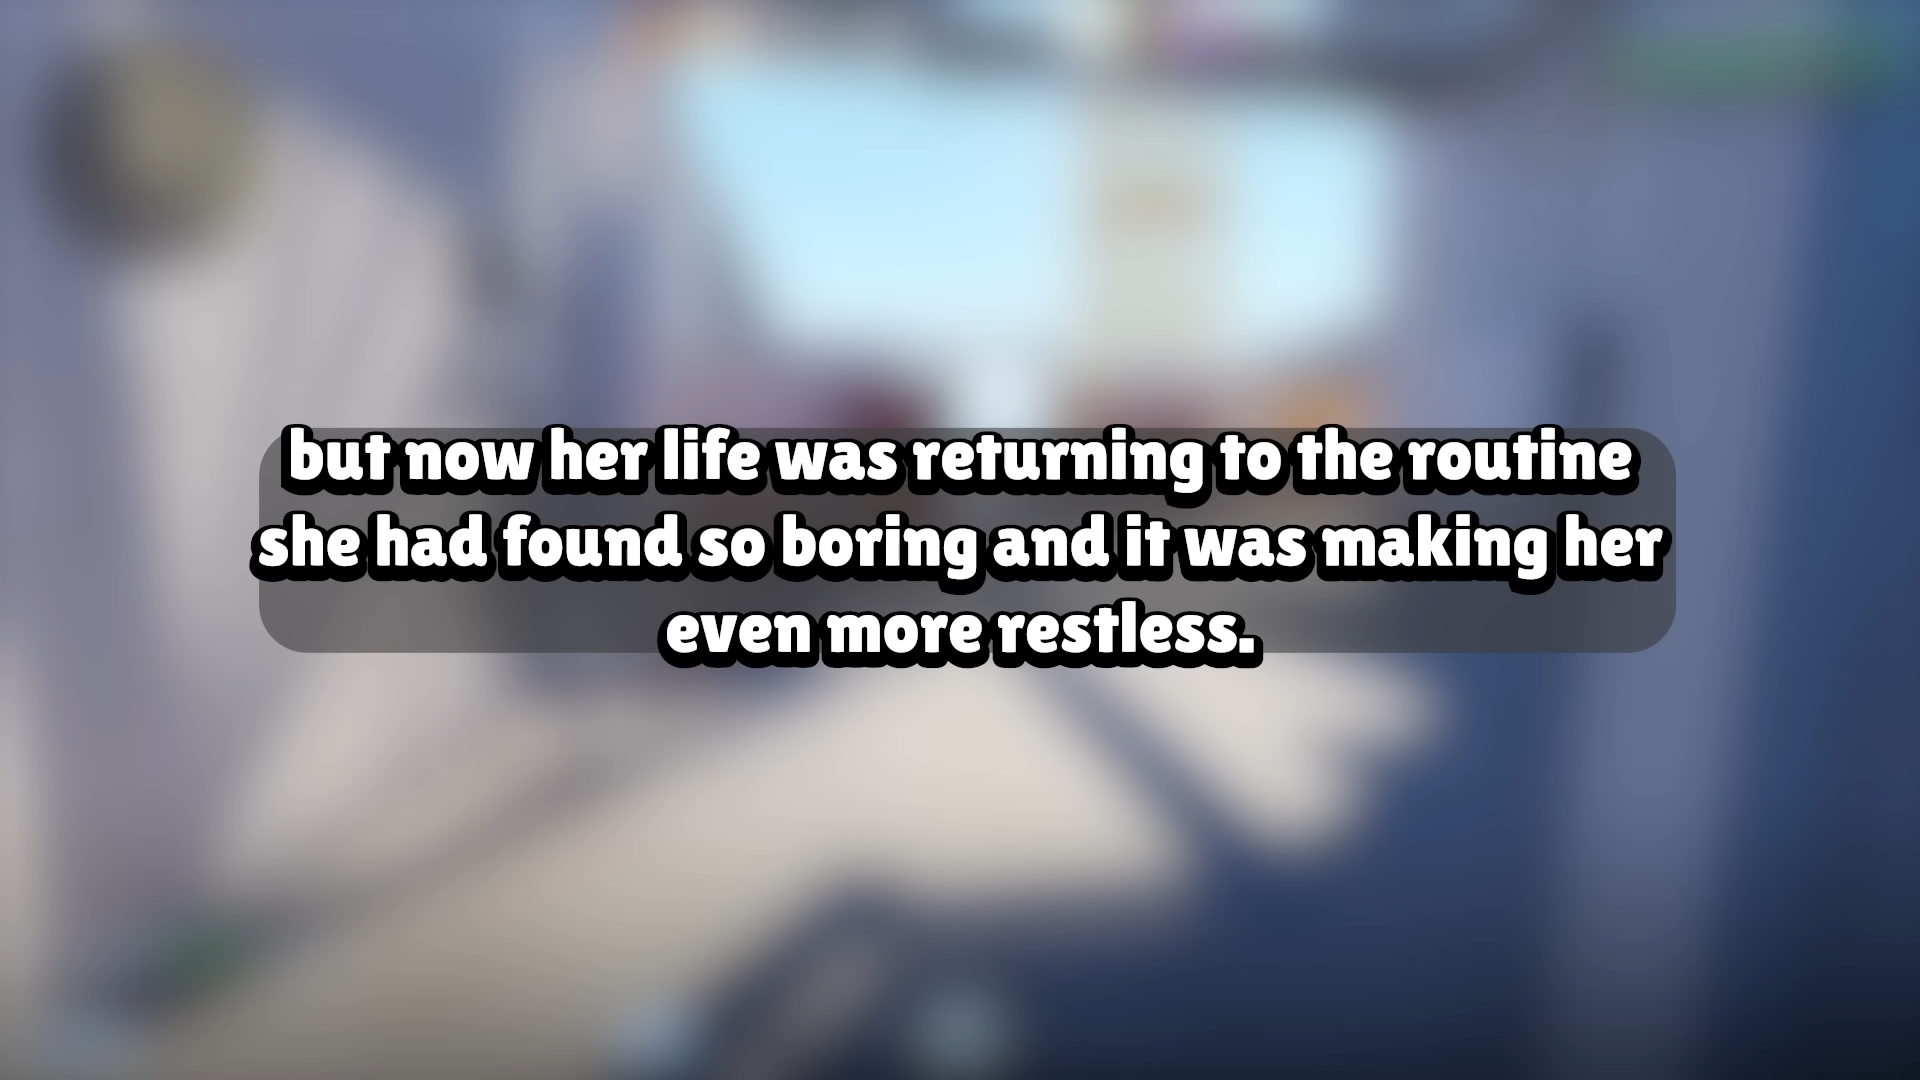 but now her life was returning to the routine
she had found so boring and it was making her
even more restless.